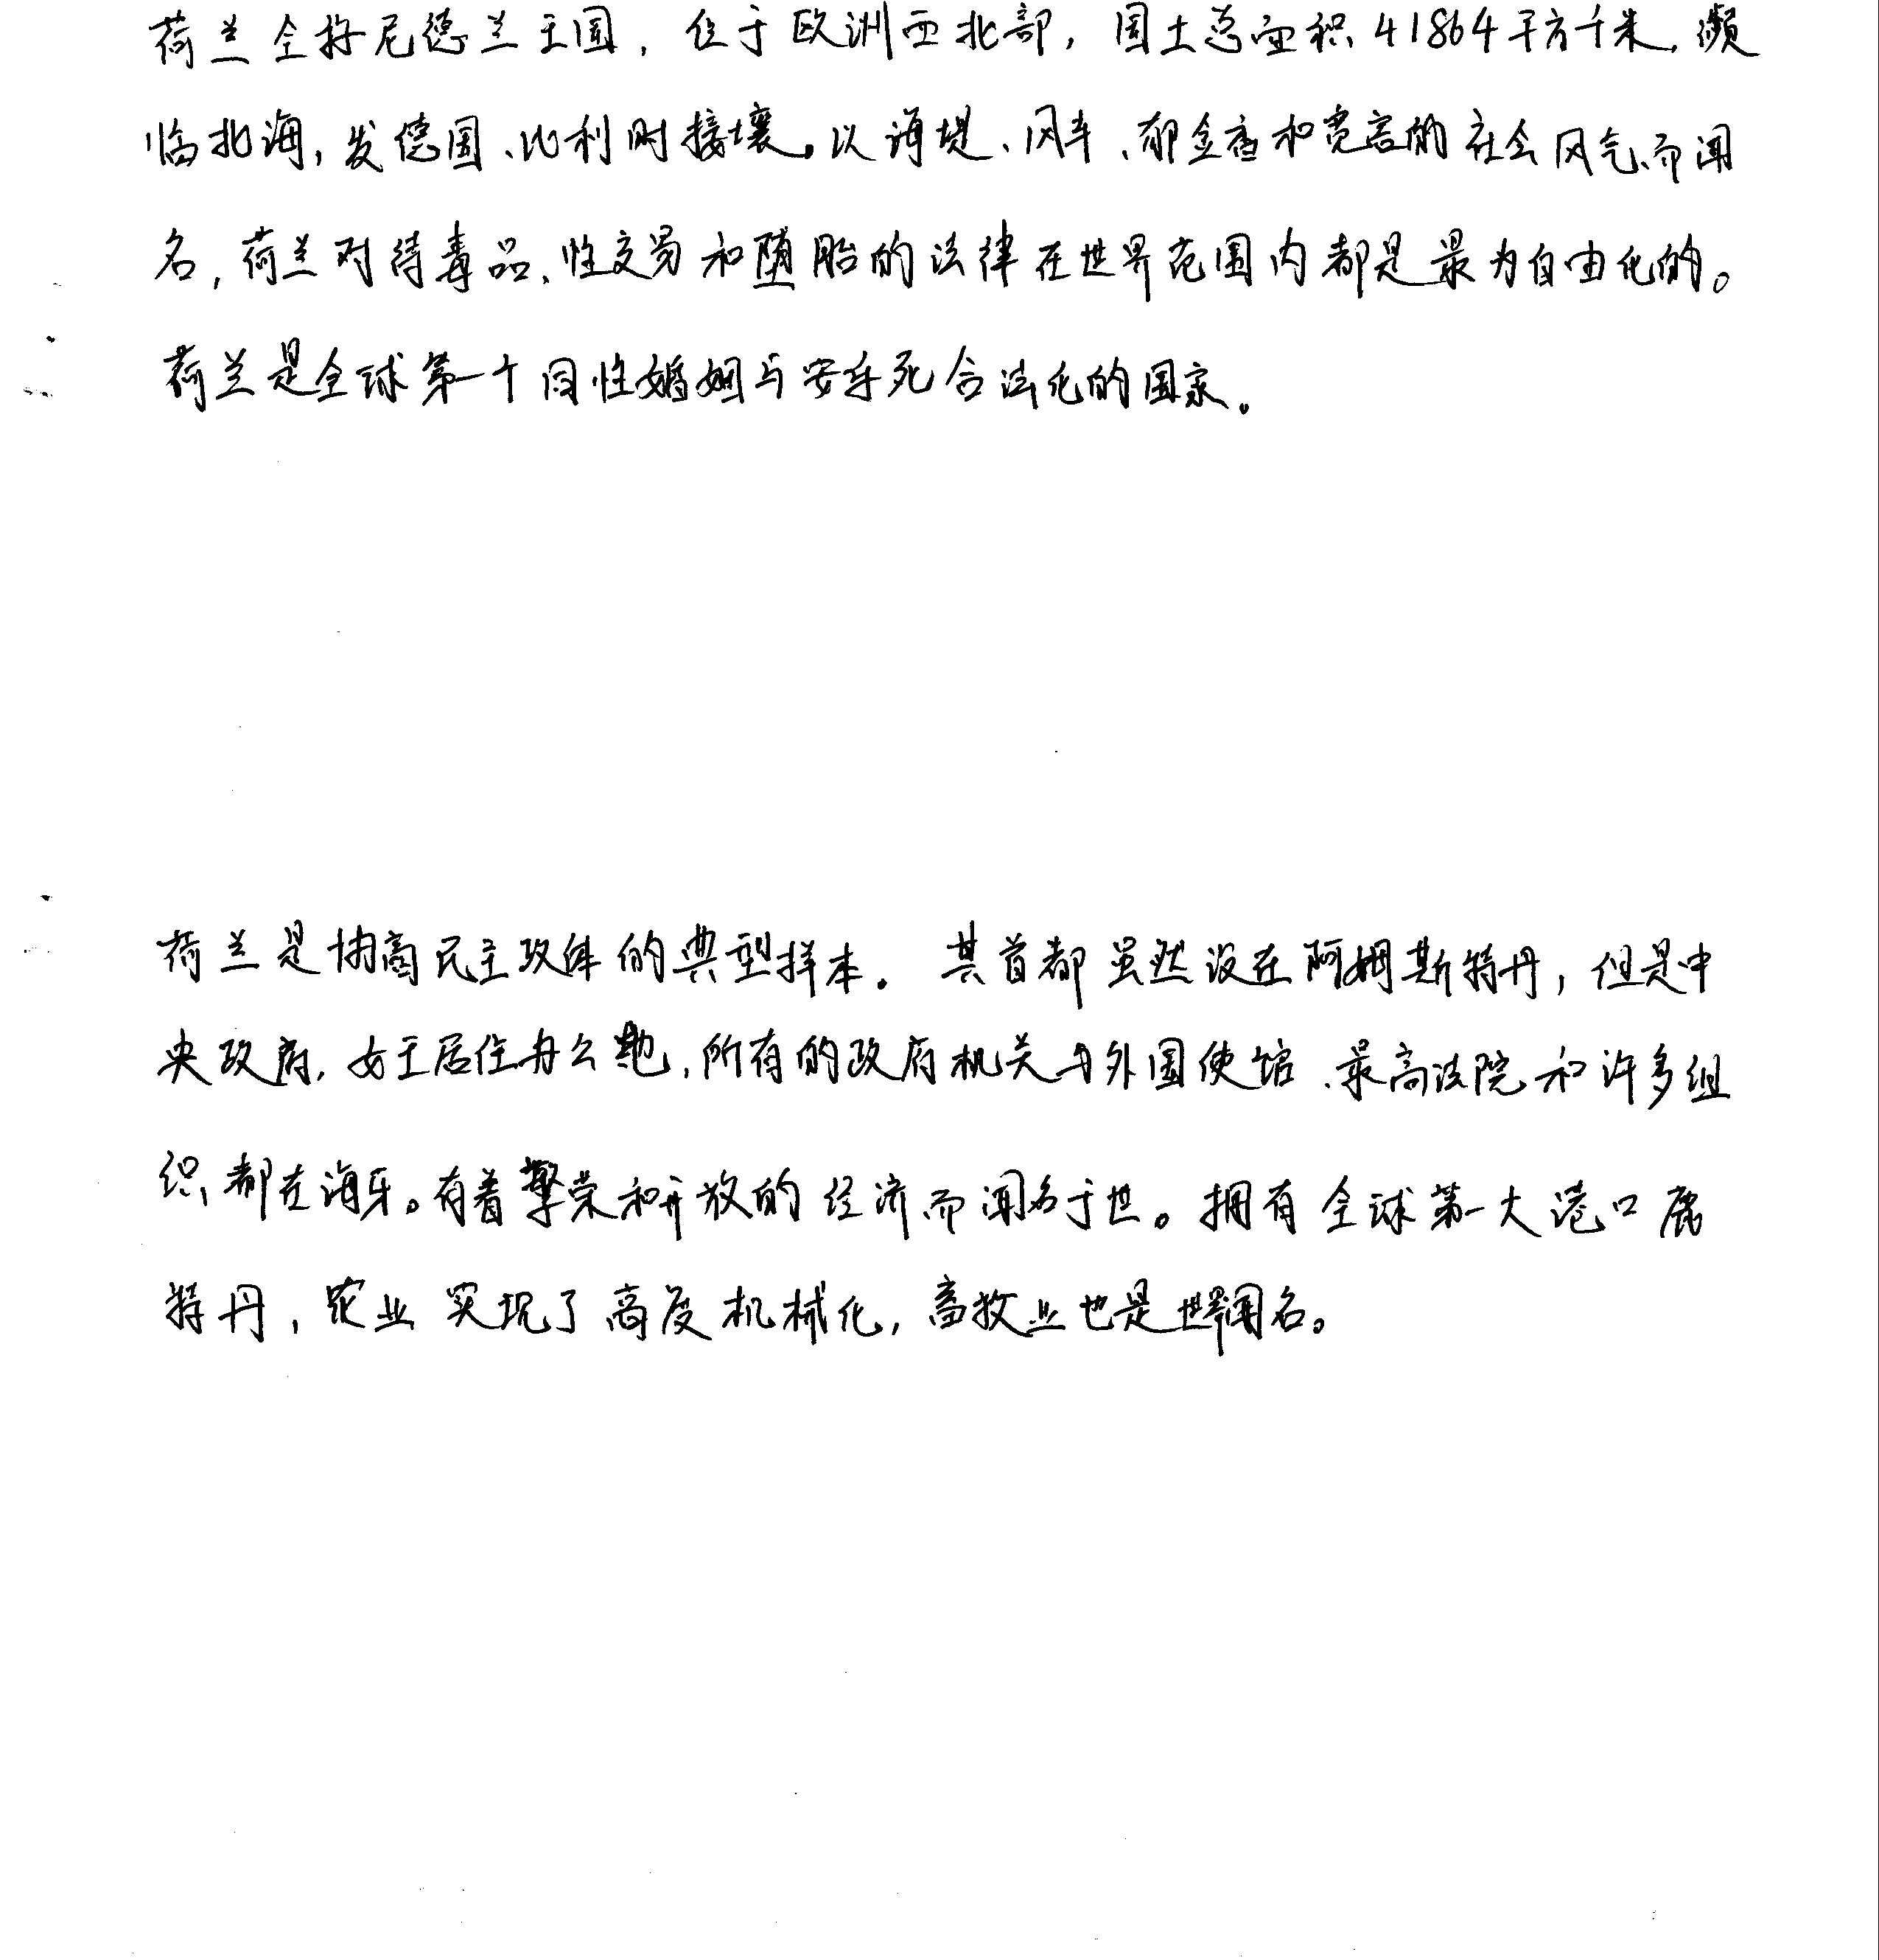 荷兰全称尼德兰王国，位于欧洲西北部，国土总面积41864平方千米，濒
临北海，发德国、比利时接壤。以海堤、风车、郁金香和宽容的社会风气而闻
名，荷兰对待毒品、性交易和堕胎的法律在世界范围内都是最为自由化的。
荷兰是全球第一个同性婚姻与安乐死合法化的国家。
荷兰是协商民主政体的典型样本。其首都虽然设在阿姆斯特丹，但是中
央政府，女王居住办公地，所有的政府机关与外国使馆、最高法院和许多组
织都在海牙。有着繁荣和开放的经济而闻名于世。拥有全球第一大港口鹿
特丹，农业实现了高度机械化，畜牧业也是世界闻名。